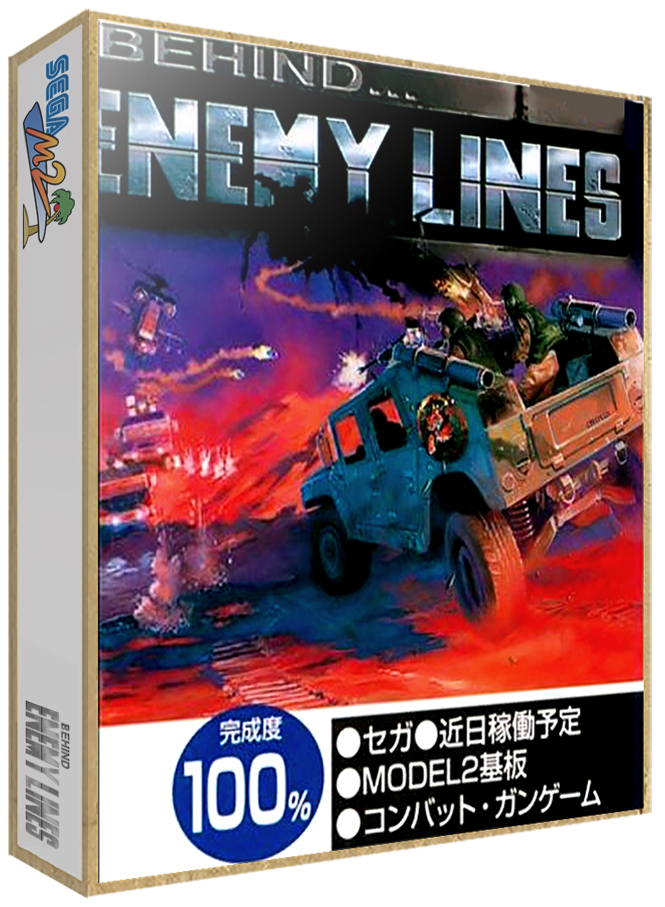 BEHIND...
ENEMY LINES
SEGA
M2
BEHIND
ENEMY LINES
完成度
100%
●セガ●近日稼働予定
●MODEL2基板
●コンバット・ガンゲーム